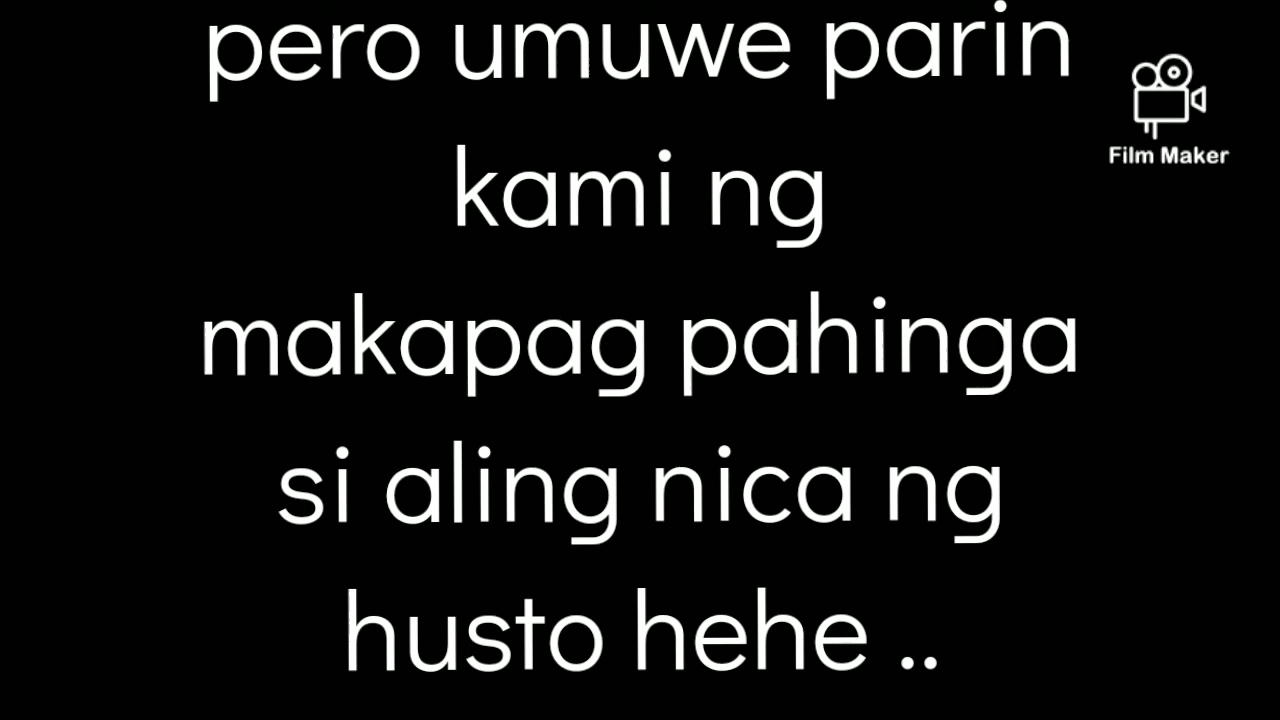 pero umuwe parin
Film Maker
kami ng
makapag pahinga
si aling nica ng
husto hehe ..